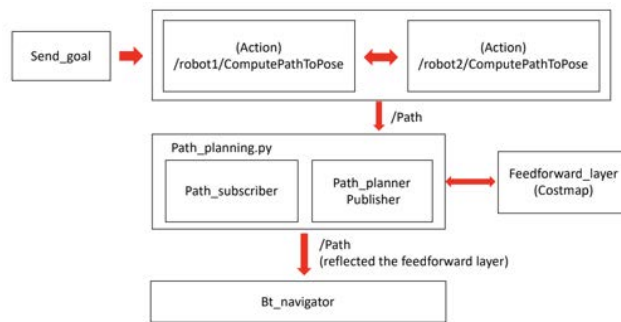 Send_goal
(Action)
/robot1/ComputePathToPose
(Action)
/robot2/ComputePathToPose
/Path
Path_planning.py
Path_subscriber
Path_planner
Publisher
Feedforward_layer
(Costmap)
/Path
(reflected the feedforward layer)
Bt_navigator